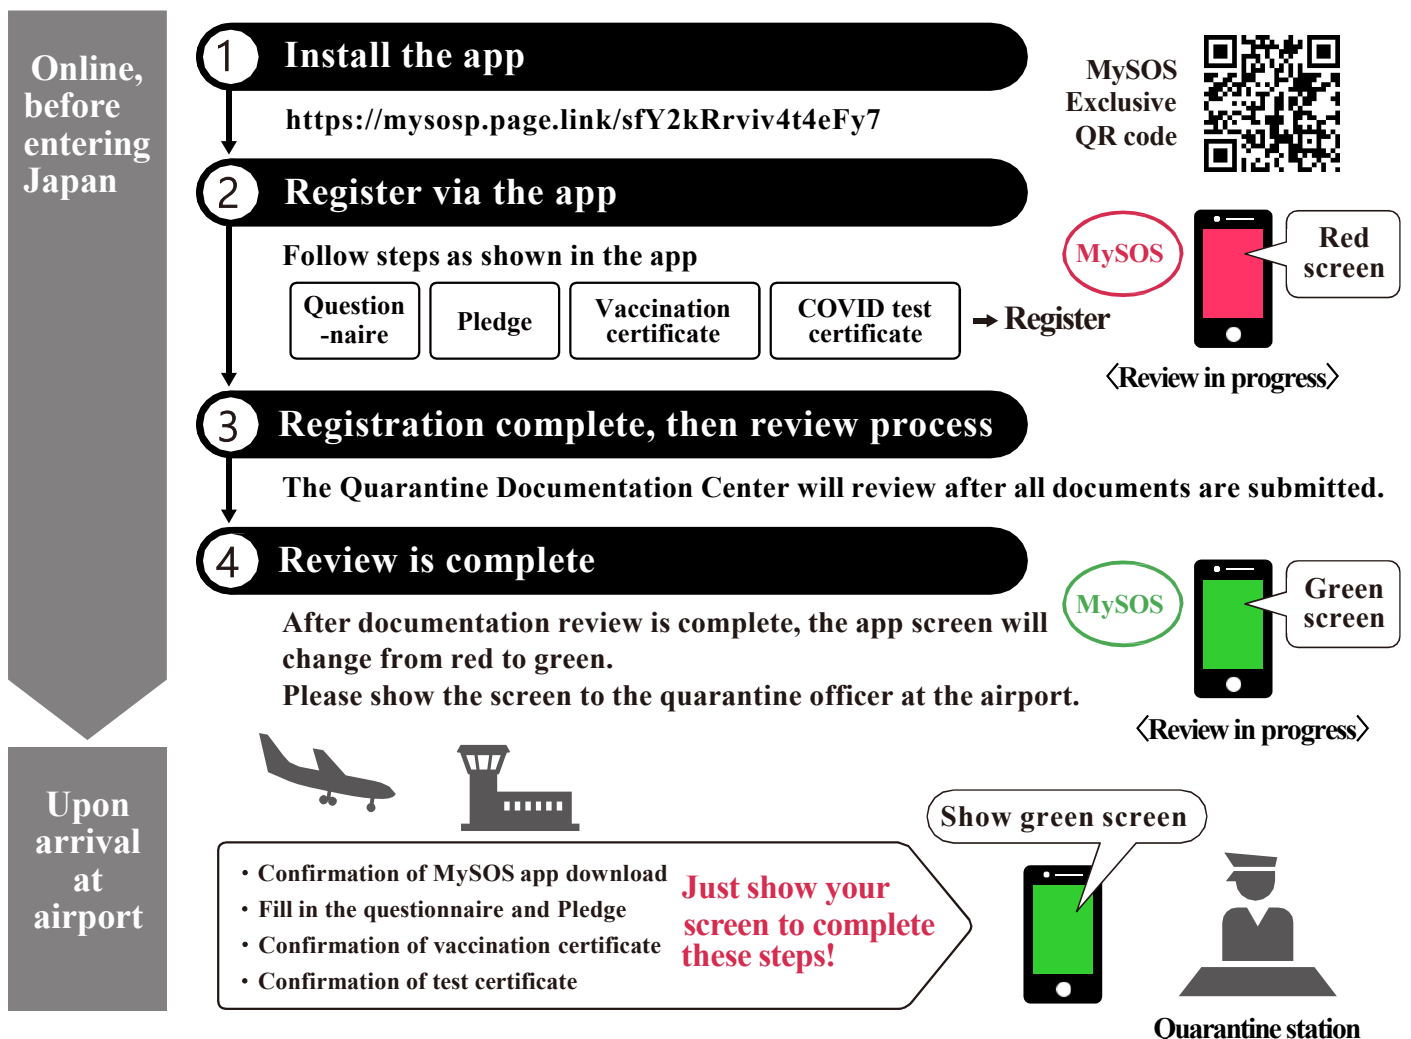 Online,
before
entering
Japan
1 Install the app
https://mysosp.page.link/sfY2kRrviv4t4eFy7
MySOS
Exclusive
QR code
2 Register via the app
Follow steps as shown in the app
Question
-naire
Pledge
Vaccination
certificate
COVID test
certificate
→ Register
MySOS
Red
screen
〈Review in progress〉
3 Registration complete, then review process
The Quarantine Documentation Center will review after all documents are submitted.
4 Review is complete
After documentation review is complete, the app screen will
change from red to green.
Please show the screen to the quarantine officer at the airport.
MySOS
Green
screen
〈Review in progress〉
Upon
arrival
at
airport
・Confirmation of MySOS app download
・Fill in the questionnaire and Pledge
・Confirmation of vaccination certificate
・Confirmation of test certificate
Just show your
screen to complete
these steps!
Show green screen
Quarantine station